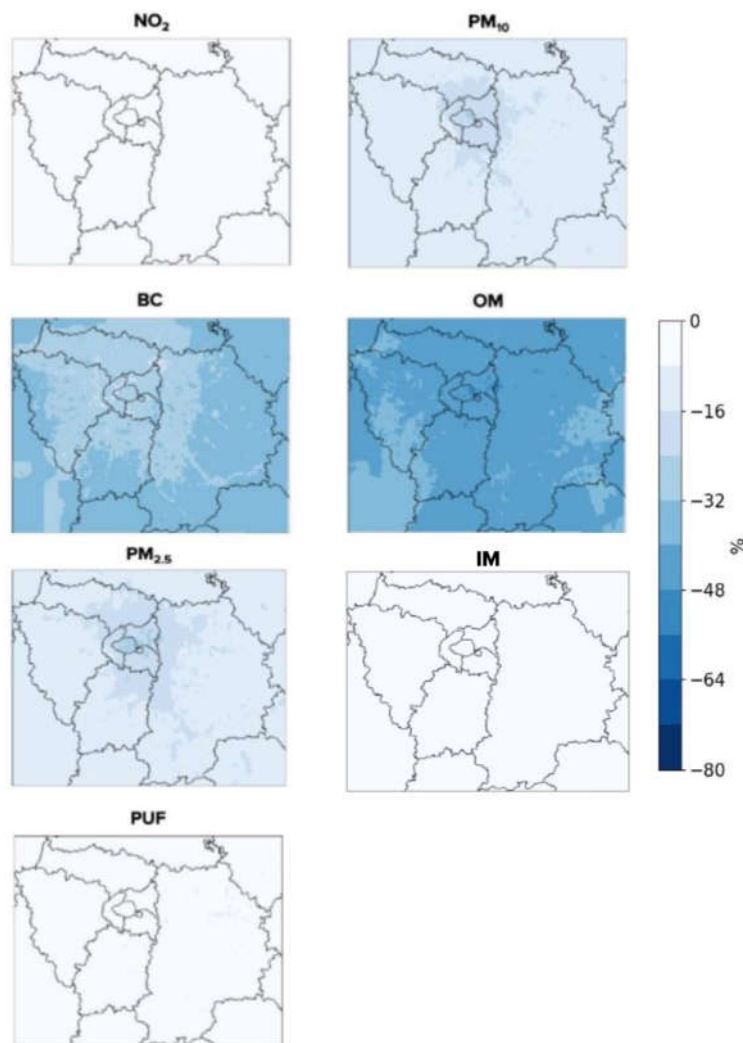 NO₂
PM₁₀
BC
OM
PM₂.₅
IM
PUF
0
−16
−32
−48
−64
−80
%